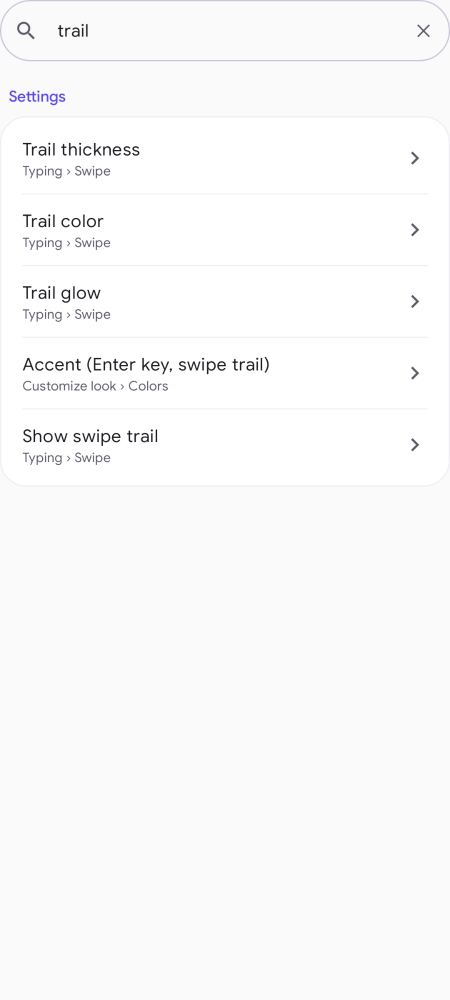 trail
Settings
Trail thickness
Typing › Swipe
Trail color
Typing › Swipe
Trail glow
Typing › Swipe
Accent (Enter key, swipe trail)
Customize look › Colors
Show swipe trail
Typing › Swipe